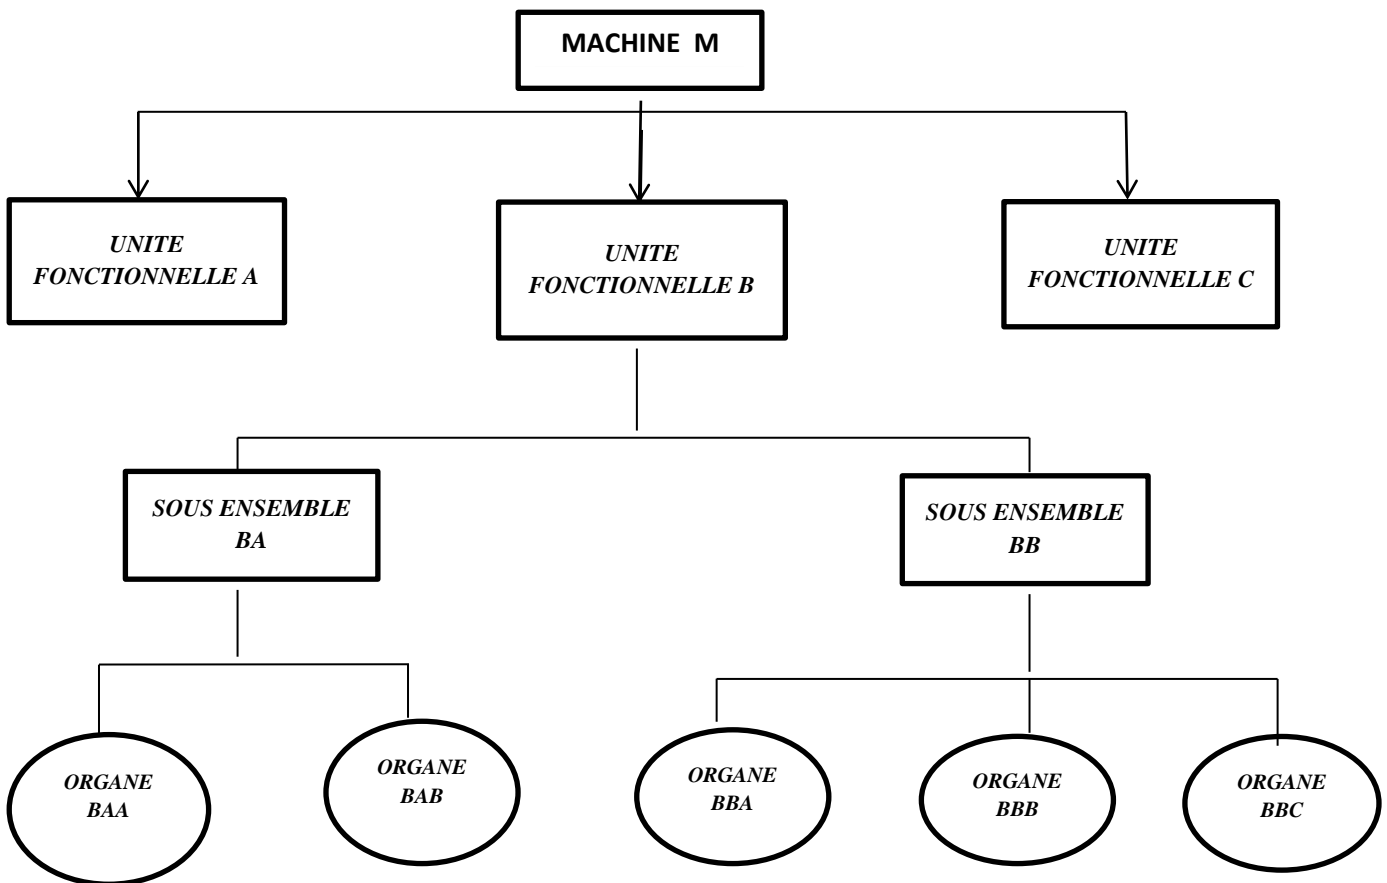 MACHINE M
UNITE
FONCTIONNELLE A
UNITE
FONCTIONNELLE B
UNITE
FONCTIONNELLE C
SOUS ENSEMBLE
BA
SOUS ENSEMBLE
BB
ORGANE
BAA
ORGANE
BAB
ORGANE
BBA
ORGANE
BBB
ORGANE
BBC